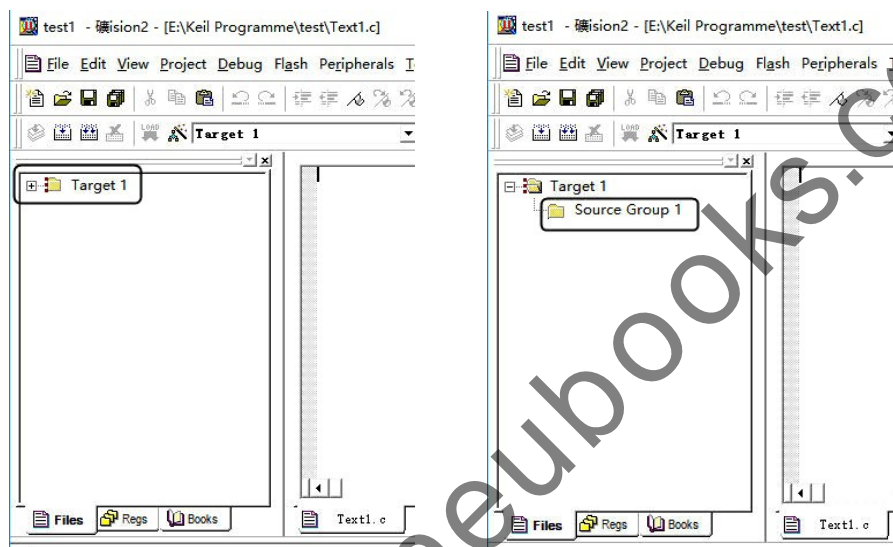 test1 - 礦ision2 - [E:\Keil Programme\test\Text1.c]
File Edit View Project Debug Flash Peripherals T
LOAD Target 1
Target 1
Files Regs Books
Text1.c
test1 - 礦ision2 - [E:\Keil Programme\test\Text1.c]
File Edit View Project Debug Flash Peripherals
LOAD Target 1
Target 1
Source Group 1
Files Regs Books
Text1.c